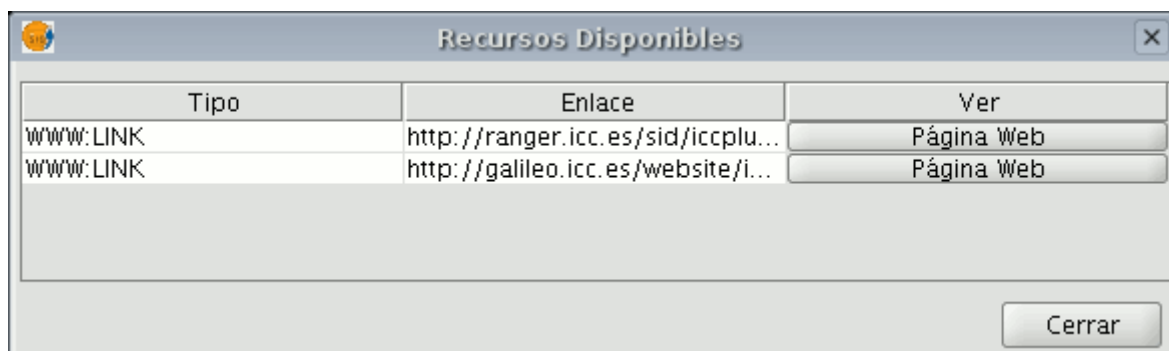 Recursos Disponibles
Tipo Enlace Ver
WWW:LINK http://ranger.icc.es/sid/iccplu... Página Web
WWW:LINK http://galileo.icc.es/website/i... Página Web
Cerrar